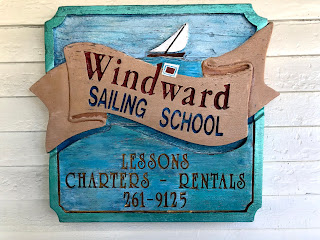 Windward
SAILING SCHOOL
LESSONS
CHARTERS - RENTALS
261-9125